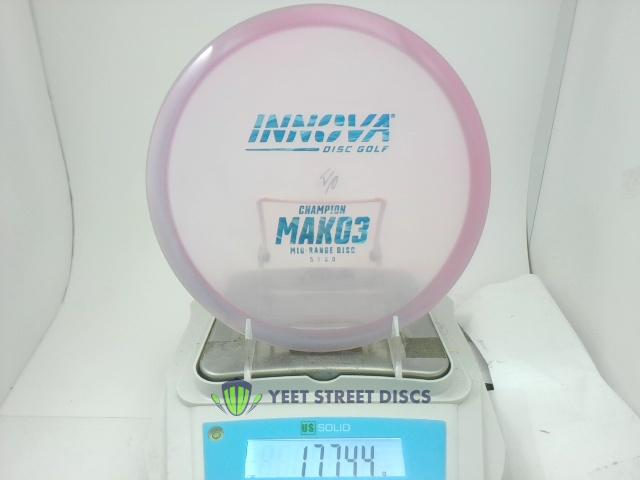 INNOVA
DISC GOLF
CHAMPION
MAKO3
MID RANGE DISC
5 5 0 0
YEET STREET DISCS
US SOLID
177.44
g